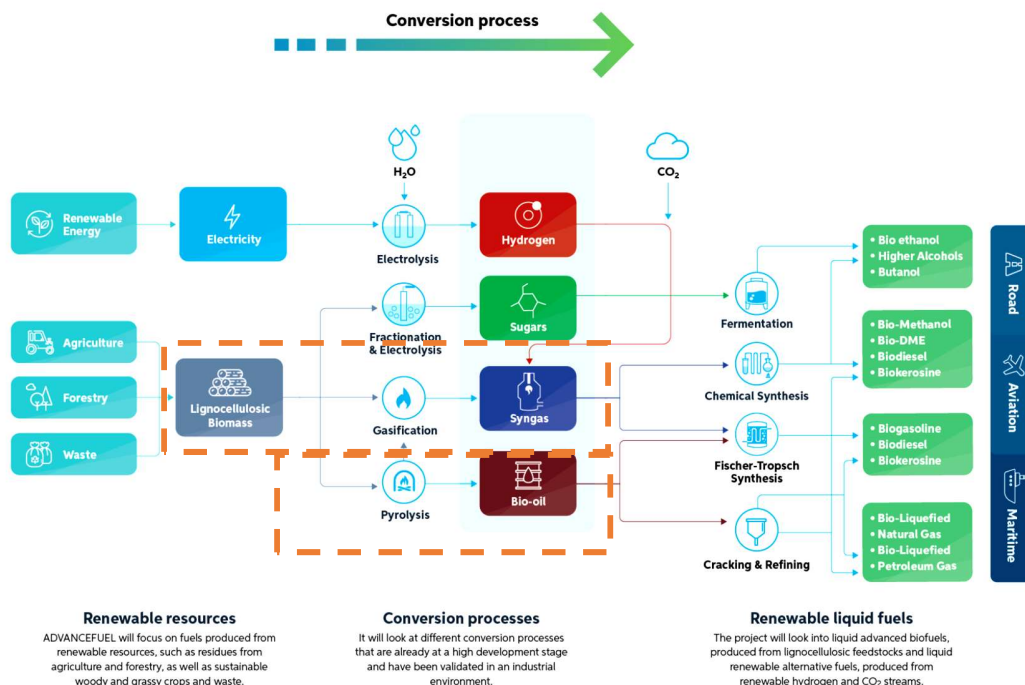 Conversion process
H₂O
CO₂
Renewable
Energy
Electricity
Electrolysis
Hydrogen
Fractionation
& Electrolysis
Sugars
Fermentation
• Bio ethanol
• Higher Alcohols
• Butanol
Agriculture
Forestry
Waste
Lignocellulosic
Biomass
Gasification
Syngas
Chemical Synthesis
• Bio-Methanol
• Bio-DME
• Biodiesel
• Biokerosine
Pyrolysis
Bio-oil
Fischer-Tropsch
Synthesis
• Biogasoline
• Biodiesel
• Biokerosine
Cracking & Refining
• Bio-Liquefied
• Natural Gas
• Bio-Liquefied
• Petroleum Gas
Road
Aviation
Maritime
Renewable resources
ADVANCEFUEL will focus on fuels produced from
renewable resources, such as residues from
agriculture and forestry, as well as sustainable
woody and grassy crops and waste.
Conversion processes
It will look at different conversion processes
that are already at a high development stage
and have been validated in an industrial
environment.
Renewable liquid fuels
The project will look into liquid advanced biofuels,
produced from lignocellulosic feedstocks and liquid
renewable alternative fuels, produced from
renewable hydrogen and CO₂ streams.